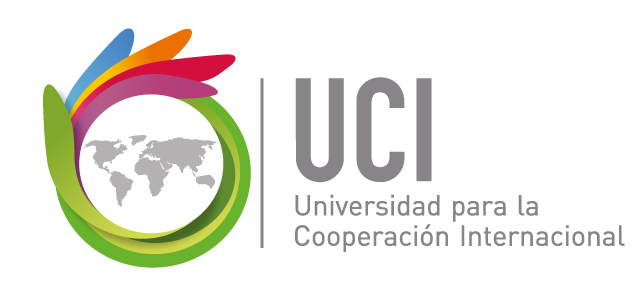 UCI
Universidad para la
Cooperación Internacional